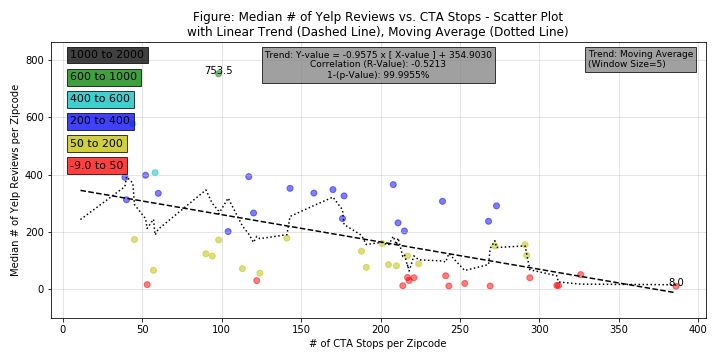 Figure: Median # of Yelp Reviews vs. CTA Stops - Scatter Plot
with Linear Trend (Dashed Line), Moving Average (Dotted Line)
1000 to 2000
600 to 1000
400 to 600
200 to 400
50 to 200
-9.0 to 50
753.5
Trend: Y-value = -0.9575 x [ X-value ] + 354.9030
Correlation (R-Value): -0.5213
1-(p-Value): 99.9955%
Trend: Moving Average
(Window Size=5)
8.0
Median # of Yelp Reviews per Zipcode
800
600
400
200
0
0 50 100 150 200 250 300 350 400
# of CTA Stops per Zipcode